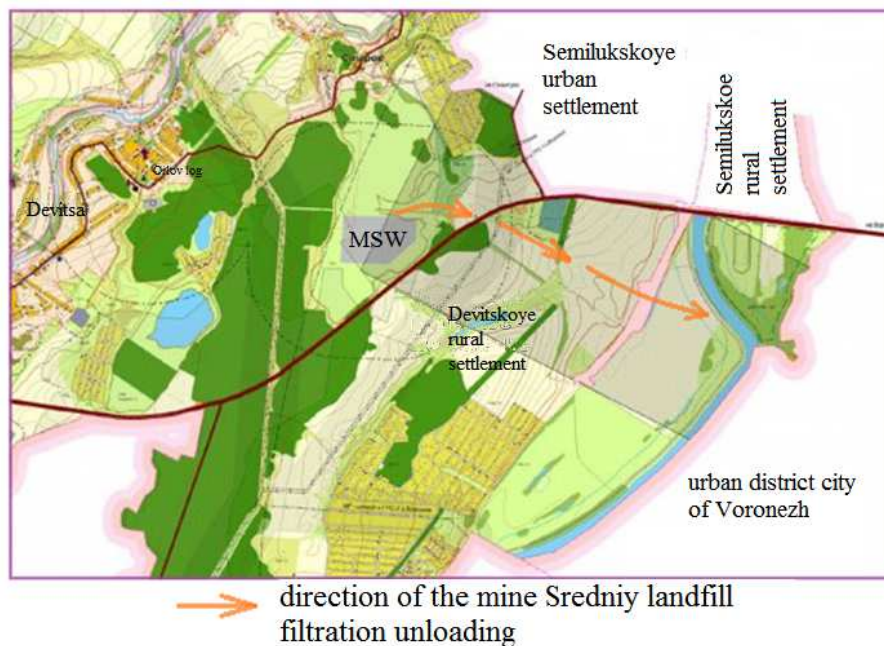 Semilukskoye
urban
settlement
Semilukskoe
rural
settlement
Orlov log
Devitsa
MSW
Devitskoye
rural
settlement
urban district city
of Voronezh
direction of the mine Sredniy landfill
filtration unloading